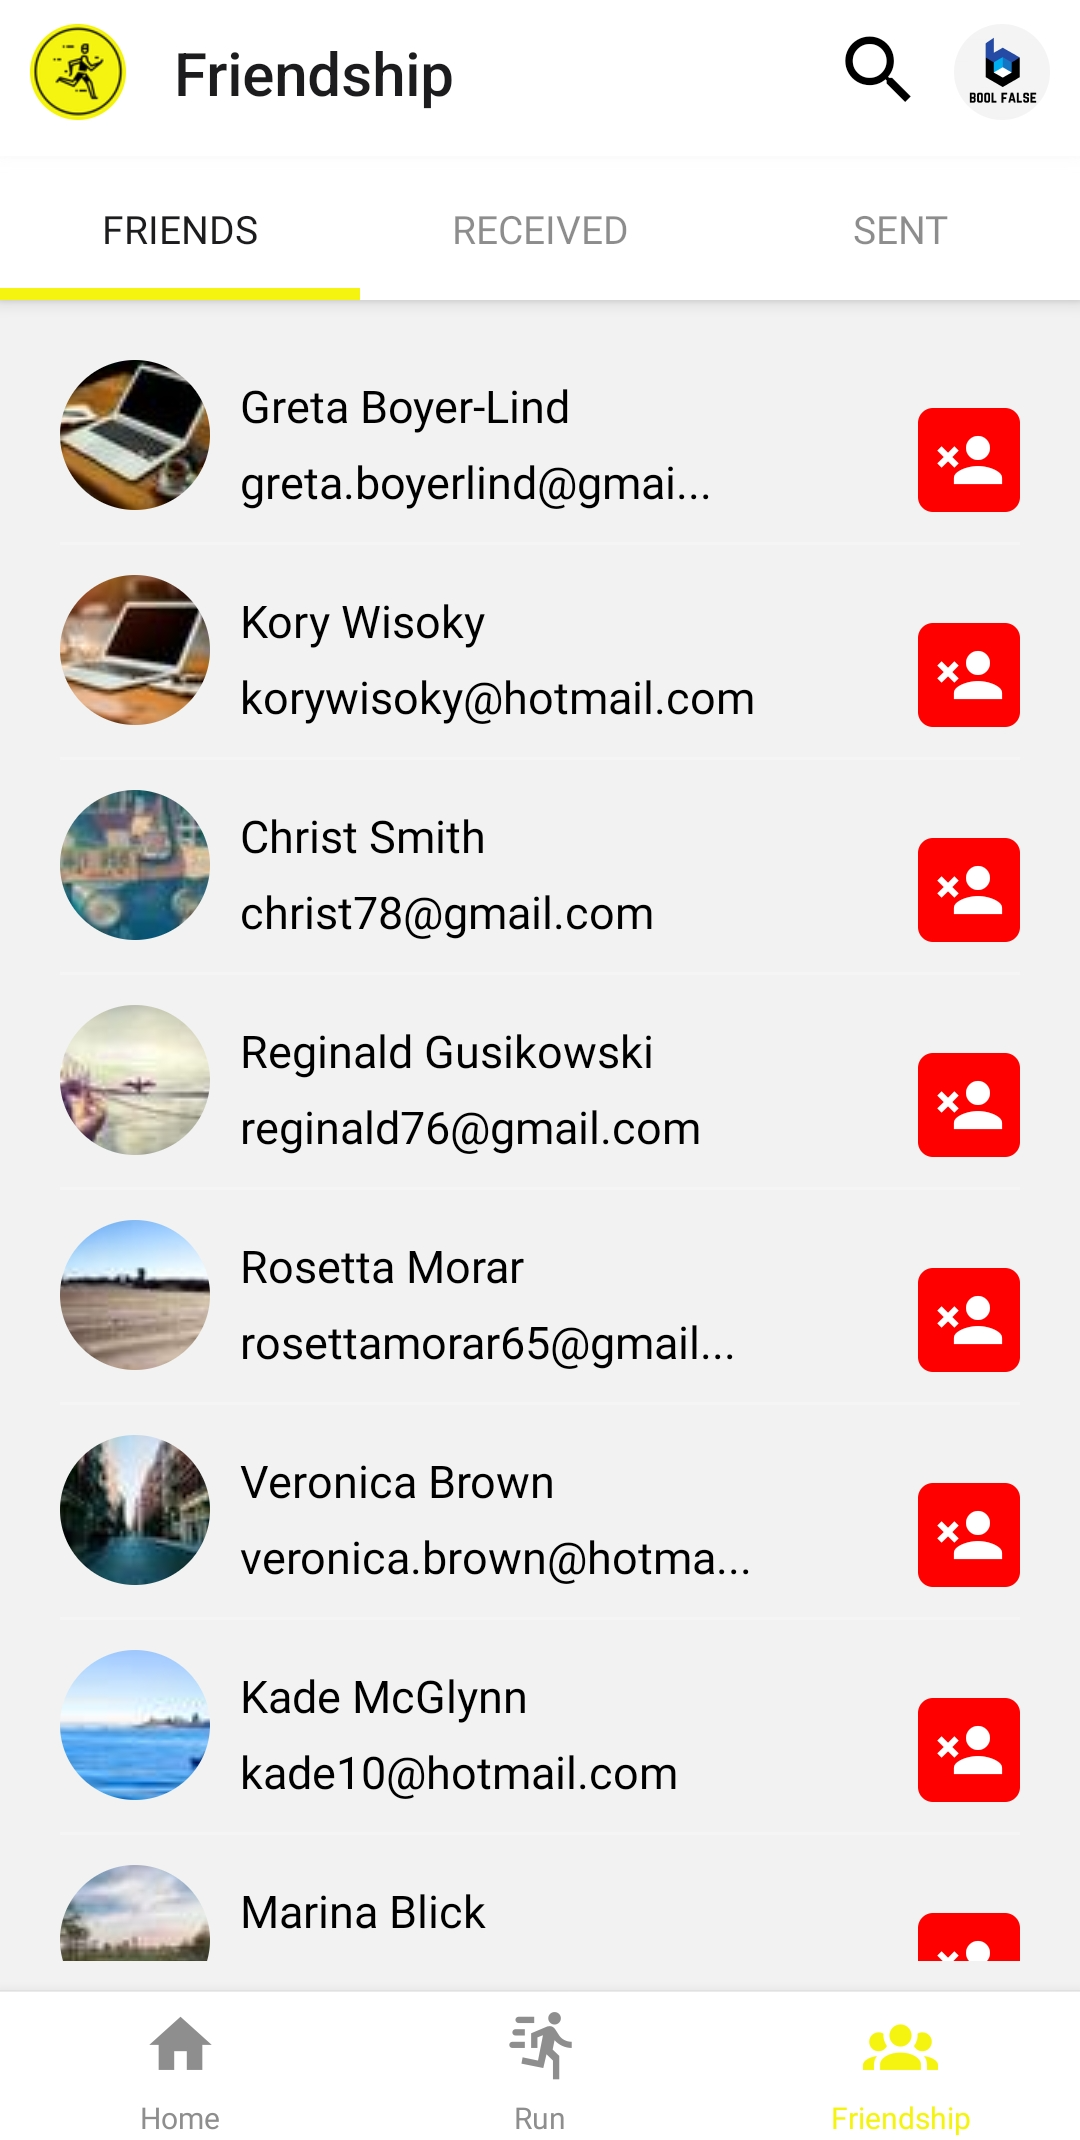 Friendship
BOOL FALSE
FRIENDS
RECEIVED
SENT
Greta Boyer-Lind
greta.boyerlind@gmai...
Kory Wisoky
korywisoky@hotmail.com
Christ Smith
christ78@gmail.com
Reginald Gusikowski
reginald76@gmail.com
Rosetta Morar
rosettamorar65@gmail...
Veronica Brown
veronica.brown@hotma...
Kade McGlynn
kade10@hotmail.com
Marina Blick
Home
Run
Friendship